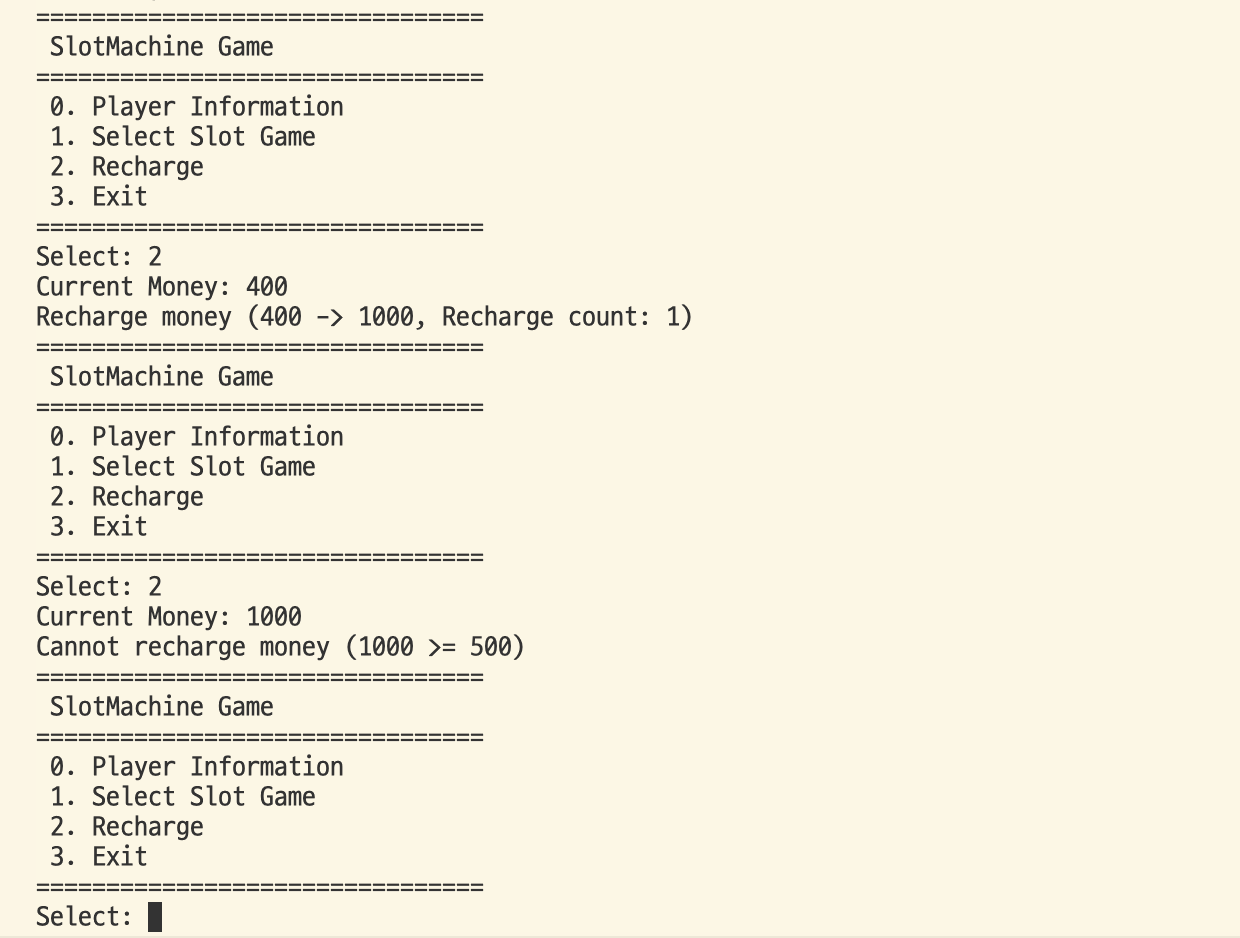 ================================
 SlotMachine Game
================================
 0. Player Information
 1. Select Slot Game
 2. Recharge
 3. Exit
================================
Select: 2
Current Money: 400
Recharge money (400 -> 1000, Recharge count: 1)
================================
 SlotMachine Game
================================
 0. Player Information
 1. Select Slot Game
 2. Recharge
 3. Exit
================================
Select: 2
Current Money: 1000
Cannot recharge money (1000 >= 500)
================================
 SlotMachine Game
================================
 0. Player Information
 1. Select Slot Game
 2. Recharge
 3. Exit
================================
Select: